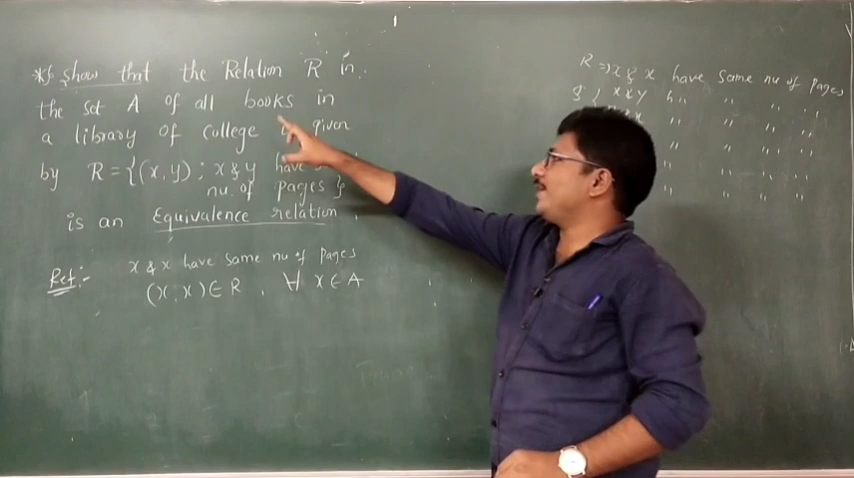 *§ Show that the Relation R in
the set A of all books in
a library of College given
by R = {(x,y) ; x & y have
nu. of pages}
is an Equivalence relation.
Ref:- x & x have same nu of pages
(x,x) ∈ R , ∀ x ∈ A
R => x & x have same nu of pages
x & y h " " "
" " "
" " "
" " "
" " "